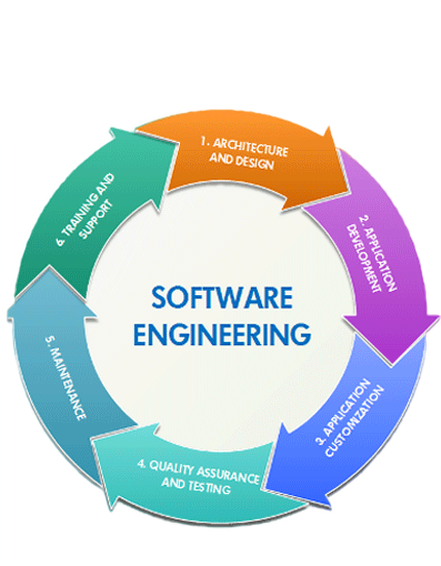 1. ARCHITECTURE
AND DESIGN
2. APPLICATION
DEVELOPMENT
3. APPLICATION
CUSTOMIZATION
4. QUALITY ASSURANCE
AND TESTING
5. MAINTENANCE
6. TRAINING AND
SUPPORT
SOFTWARE
ENGINEERING